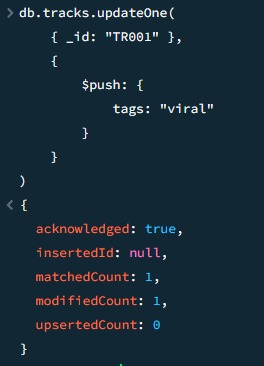 > db.tracks.updateOne(
    { _id: "TR001" },
    {
        $push: {
            tags: "viral"
        }
    }
)
< {
  acknowledged: true,
  insertedId: null,
  matchedCount: 1,
  modifiedCount: 1,
  upsertedCount: 0
}